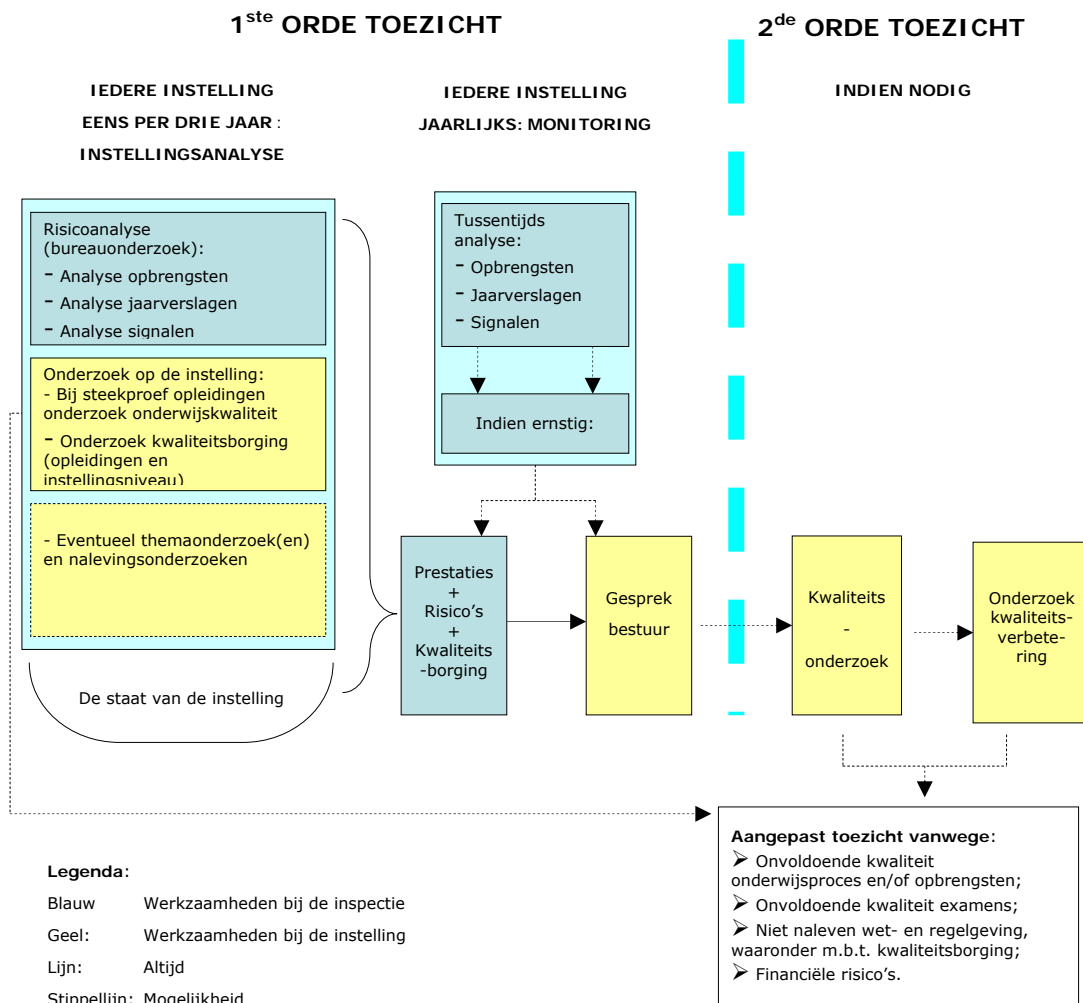 1ste ORDE TOEZICHT
2de ORDE TOEZICHT
IEDERE INSTELLING
EENS PER DRIE JAAR :
INSTELLINGSANALYSE
IEDERE INSTELLING
JAARLIJKS: MONITORING
INDIEN NODIG
Risicoanalyse
(bureauonderzoek):
- Analyse opbrengsten
- Analyse jaarverslagen
- Analyse signalen
Onderzoek op de instelling:
- Bij steekproef opleidingen
onderzoek onderwijskwaliteit
- Onderzoek kwaliteitsborging
(opleidingen en
instellingsniveau)
- Eventueel themaonderzoek(en)
en nalevingsonderzoeken
De staat van de instelling
Tussentijds
analyse:
- Opbrengsten
- Jaarverslagen
- Signalen
Indien ernstig:
Prestaties
+
Risico's
+
Kwaliteits
-borging
Gesprek
bestuur
Kwaliteits
-
onderzoek
Onderzoek
kwaliteits-
verbete-
ring
Aangepast toezicht vanwege:
➢ Onvoldoende kwaliteit
onderwijsproces en/of opbrengsten;
➢ Onvoldoende kwaliteit examens;
➢ Niet naleven wet- en regelgeving,
waaronder m.b.t. kwaliteitsborging;
➢ Financiële risico's.
Legenda:
Blauw Werkzaamheden bij de inspectie
Geel: Werkzaamheden bij de instelling
Lijn: Altijd
Stippellijn: Mogelijkheid